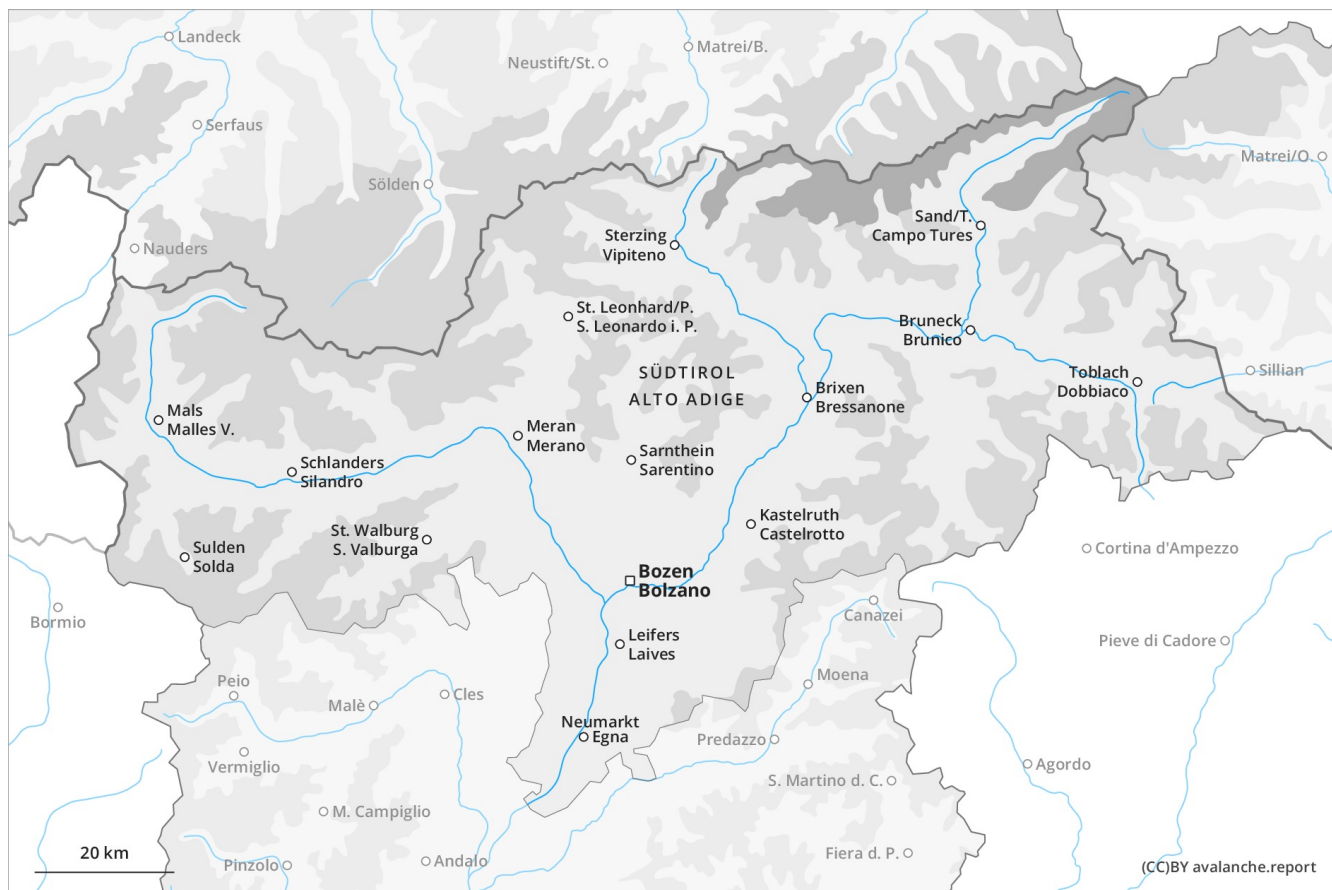 Landeck
Matrei/B.
Neustift/St.
Serfaus
Matrei/O.
Sölden
Sand/T.
Campo Tures
Nauders
Sterzing
Vipiteno
St. Leonhard/P.
S. Leonardo i. P.
Bruneck
Brunico
SÜDTIROL
ALTO ADIGE
Toblach
Dobbiaco
Sillian
Brixen
Bressanone
Mals
Malles V.
Meran
Merano
Sarnthein
Sarentino
Schlanders
Silandro
Kastelruth
Castelrotto
St. Walburg
S. Valburga
Sulden
Solda
Cortina d'Ampezzo
Bozen
Bolzano
Bormio
Canazei
Leifers
Laives
Pieve di Cadore
Peio
Malè
Cles
Moena
Neumarkt
Egna
Predazzo
Vermiglio
Agordo
S. Martino d. C.
M. Campiglio
20 km
Pinzolo
Andalo
Fiera d. P.
(CC)BY avalanche.report